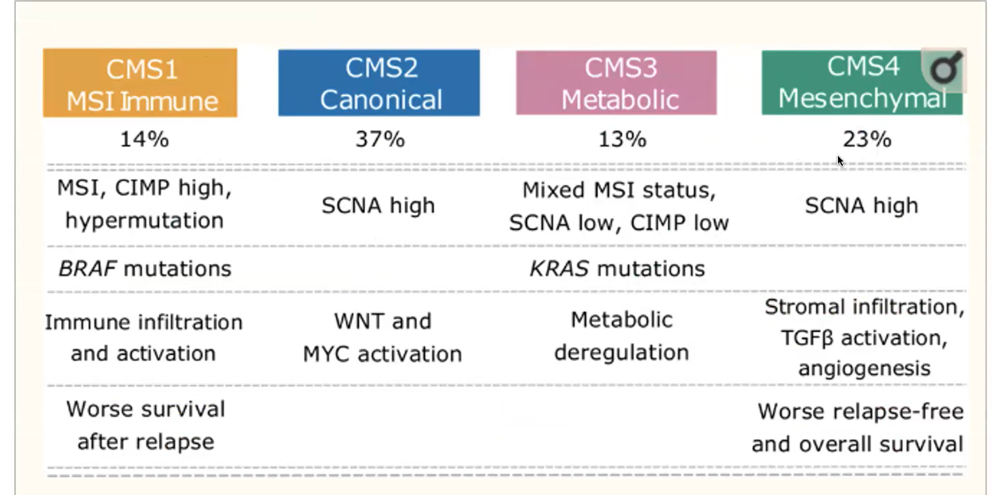 CMS1
MSI Immune
CMS2
Canonical
CMS3
Metabolic
CMS4
Mesenchymal
14%
37%
13%
23%
MSI, CIMP high,
hypermutation
SCNA high
Mixed MSI status,
SCNA low, CIMP low
SCNA high
BRAF mutations
KRAS mutations
Immune infiltration
and activation
WNT and
MYC activation
Metabolic
deregulation
Stromal infiltration,
TGFβ activation,
angiogenesis
Worse survival
after relapse
Worse relapse-free
and overall survival